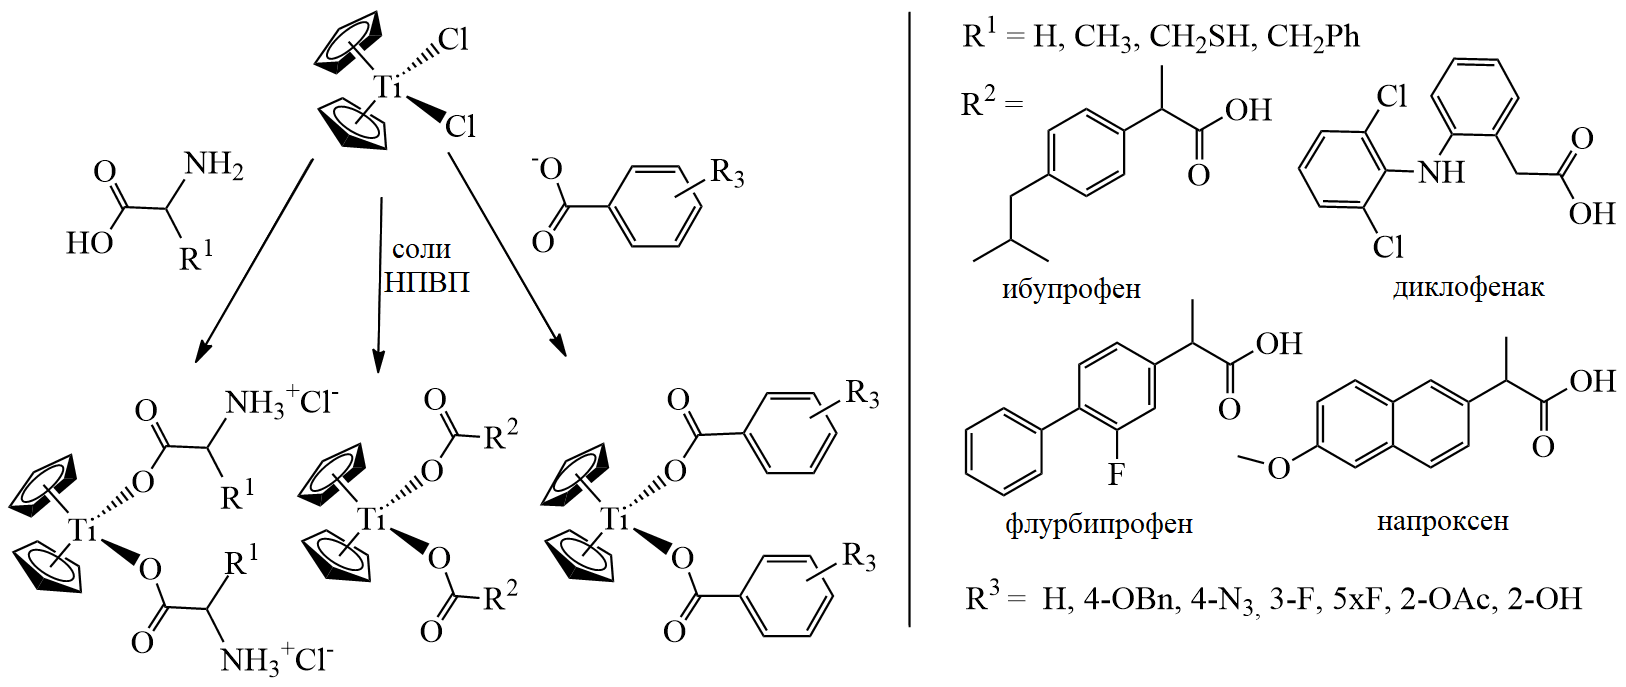 Cl
Ti
Cl
NH2
O
HO
R1
-O
O
R3
соли
НПВП
O
NH3+Cl-
O
R1
Ti
O
R1
O
NH3+Cl-
O
R2
O
Ti
O
R2
O
O
R3
O
Ti
O
R3
O
R1 = H, CH3, CH2SH, CH2Ph
R2 =
OH
O
ибупрофен
Cl
NH
Cl
O
OH
диклофенак
OH
O
F
флурбипрофен
OH
O
O
напроксен
R3 = H, 4-OBn, 4-N3, 3-F, 5xF, 2-OAc, 2-OH